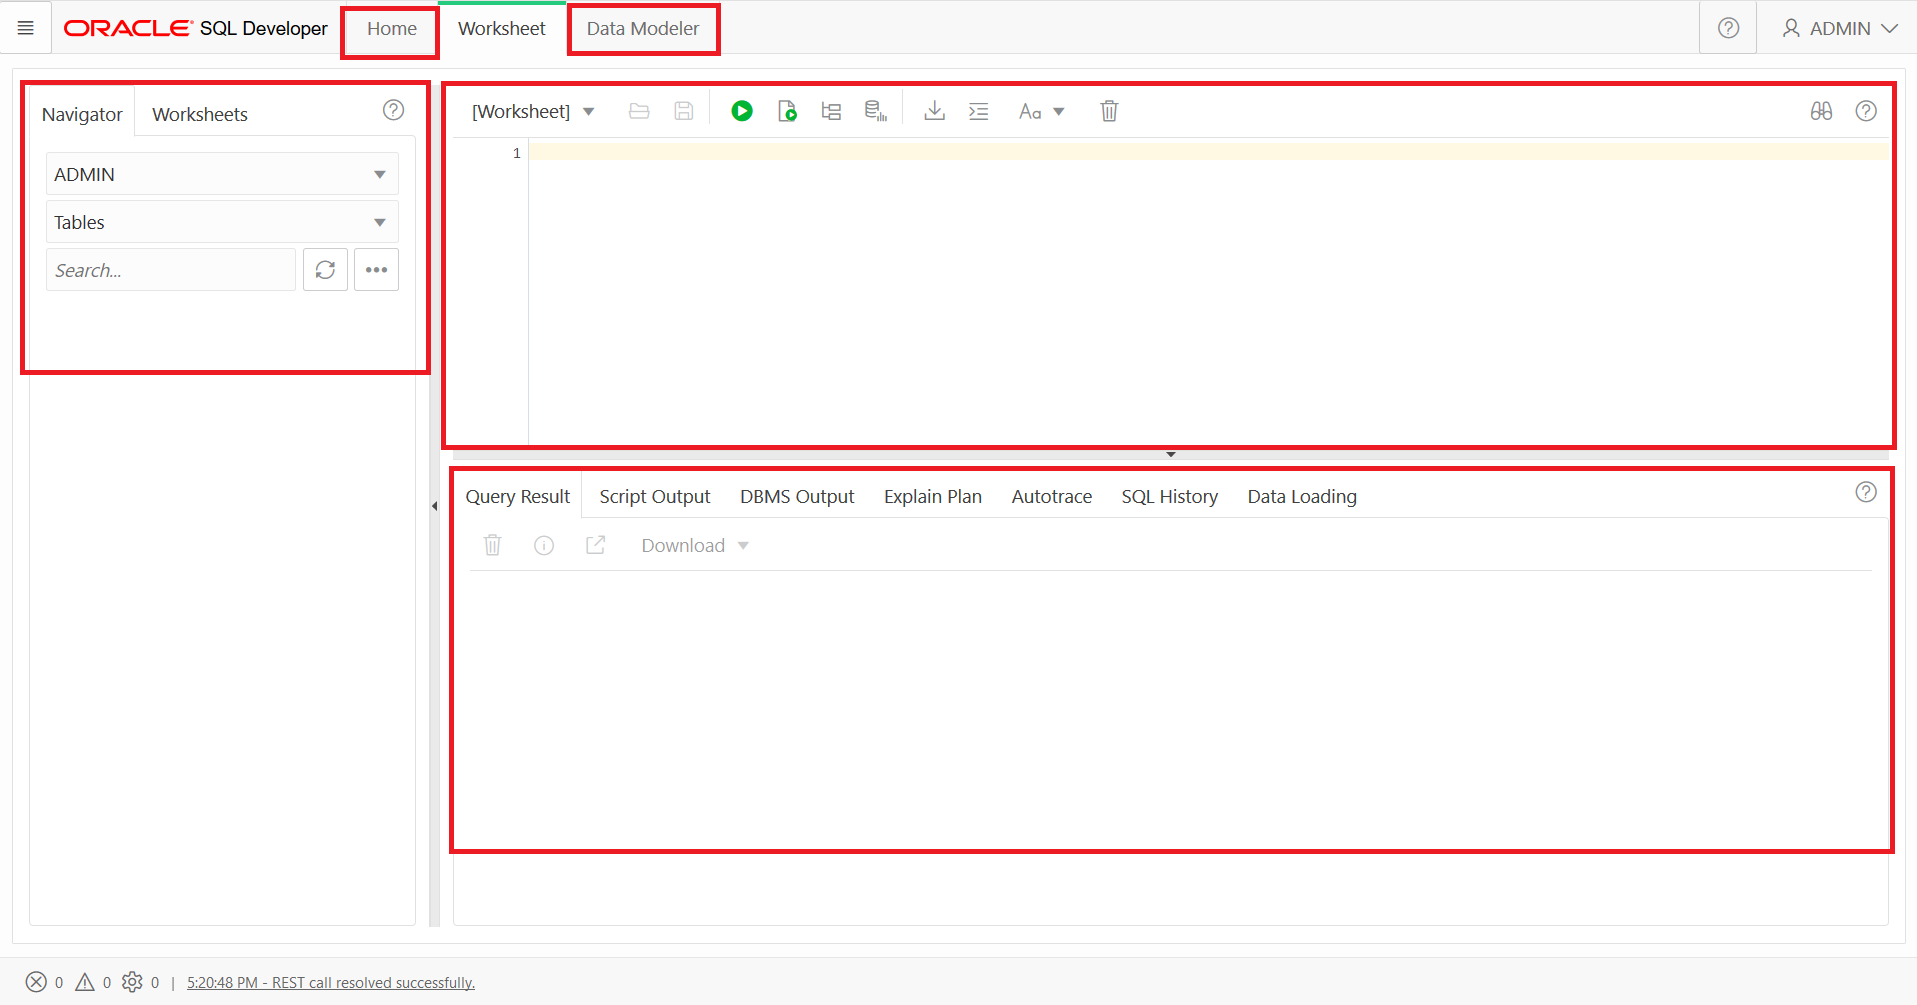 ORACLE SQL Developer Home Worksheet Data Modeler ADMIN
Navigator Worksheets
ADMIN
Tables
Search...
[Worksheet] Aa
1
Query Result Script Output DBMS Output Explain Plan Autotrace SQL History Data Loading
Download
0 0 0 | 5:20:48 PM - REST call resolved successfully.